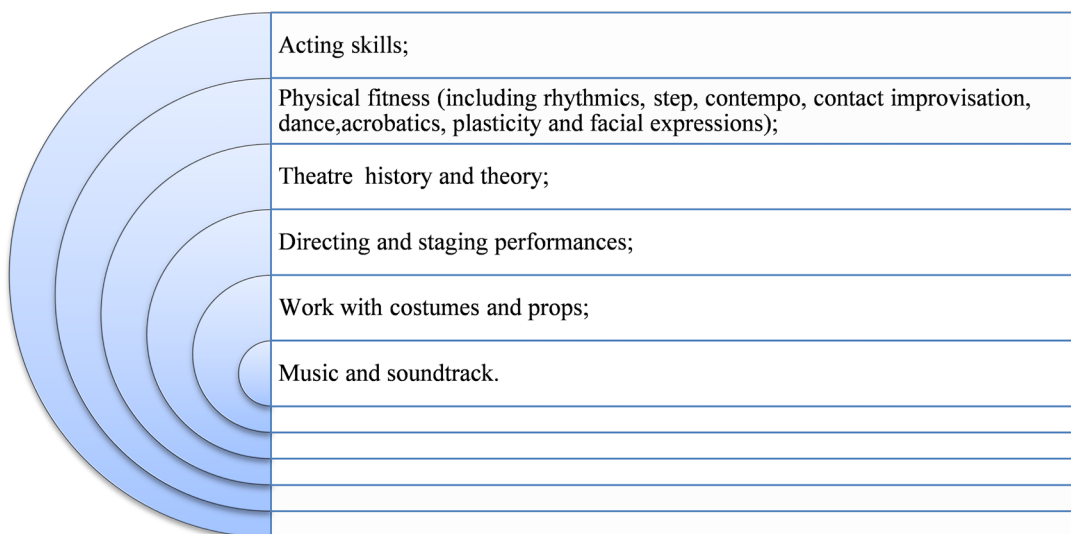 Acting skills;
Physical fitness (including rhythmics, step, contempo, contact improvisation,
dance,acrobatics, plasticity and facial expressions);
Theatre  history and theory;
Directing and staging performances;
Work with costumes and props;
Music and soundtrack.